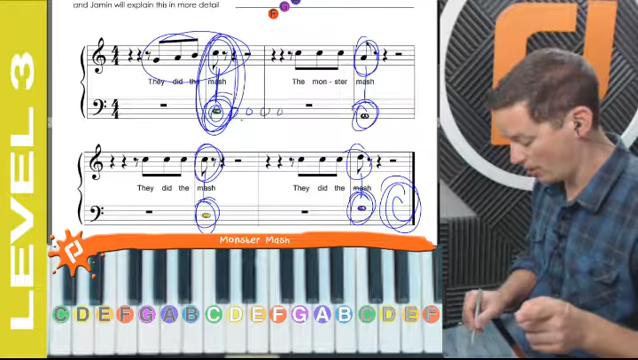 and Jamin will explain this in more detail
F G
They did the mash The mon - ster mash
They did the mash They did the mash
C
Monster Mash
C D E F G A B C D E F G A B C D E F
LEVEL 3